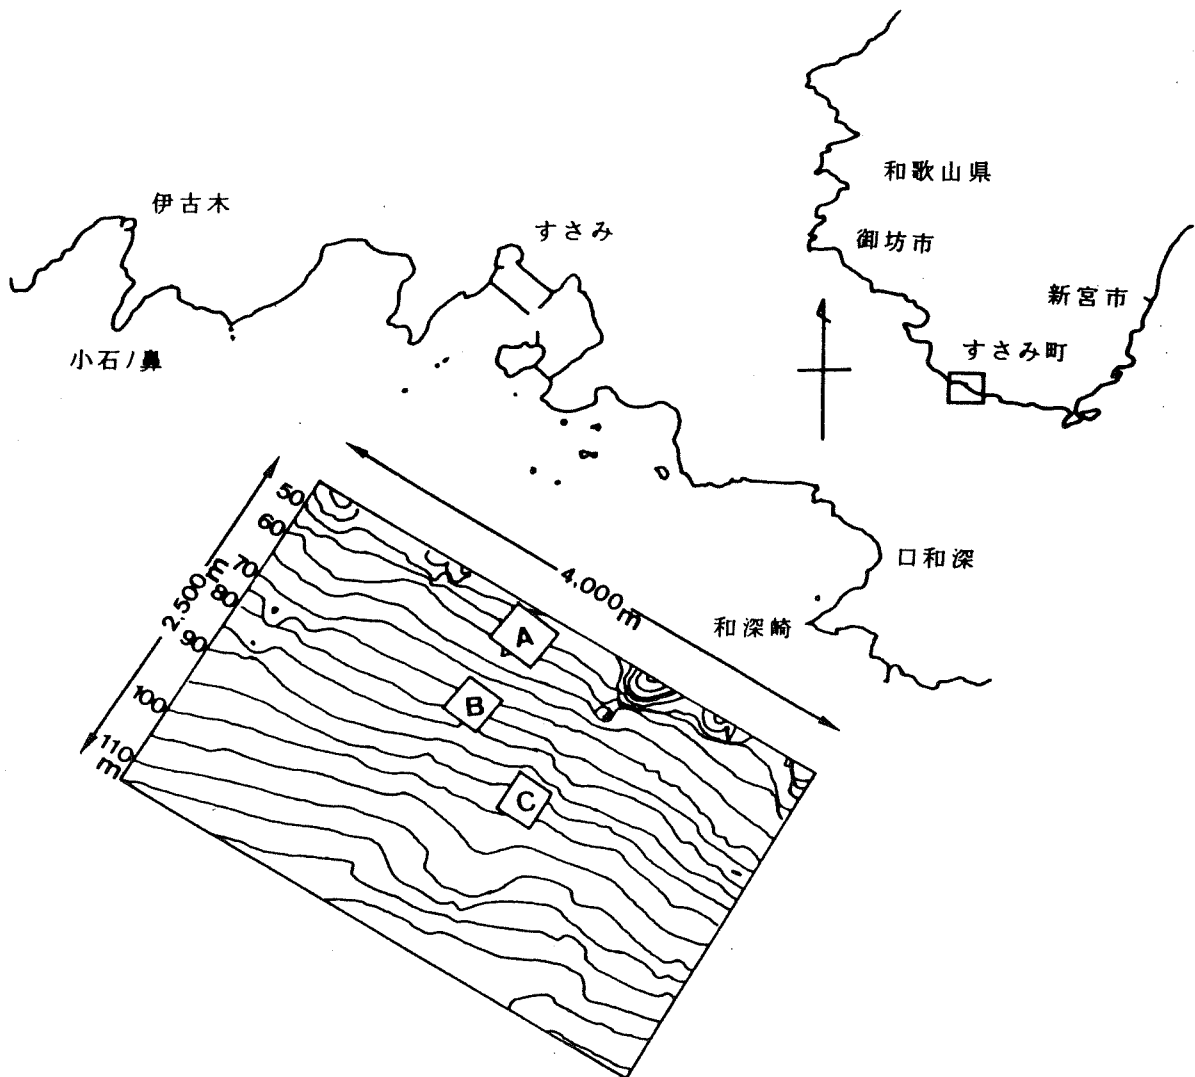 和歌山県
伊古木
すさみ
御坊市
新宮市
小石ノ鼻
すさみ町
50
60
70
80
90
100
110
m
2,500m
4,000m
A
B
C
口和深
和深崎